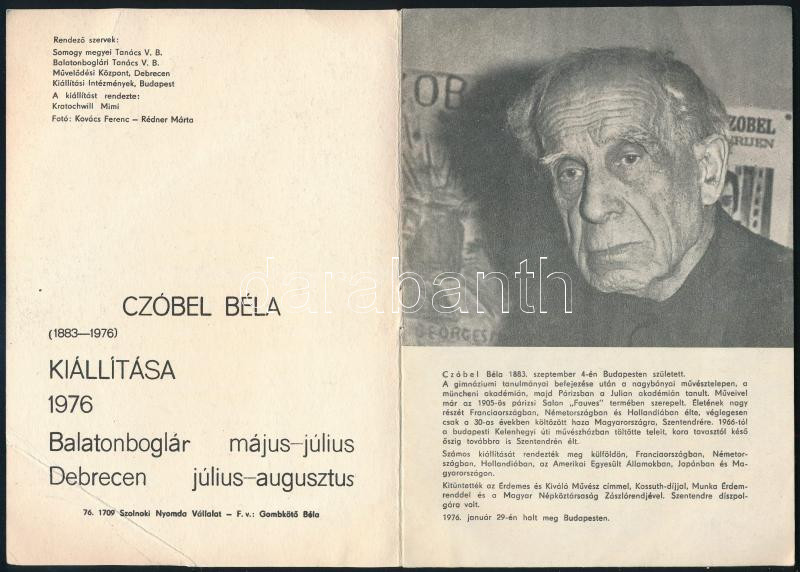 Rendező szervek:
Somogy megyei Tanács V. B.
Balatonboglári Tanács V. B.
Művelődési Központ, Debrecen
Kiállítási Intézmények, Budapest
A kiállítást rendezte:
Kratochwill Mimi
Fotó: Kovács Ferenc – Rédner Márta
CZÓBEL BÉLA
(1883—1976)
KIÁLLÍTÁSA
1976
Balatonboglár május–július
Debrecen július–augusztus
76. 1709 Szolnoki Nyomda Vállalat – F. v.: Gombkötő Béla
ZOB
ZOBEL
GEORGES
darabanth
Czóbel Béla 1883. szeptember 4-én Budapesten született.
A gimnáziumi tanulmányai befejezése után a nagybányai művésztelepen, a
müncheni akadémián, majd Párizsban a Julian akadémián tanult. Műveivel
már az 1905-ös párizsi Salon „Fauves" termében szerepelt. Életének nagy
részét Franciaországban, Németországban és Hollandiában élte, véglegesen
csak a 30-as években költözött haza Magyarországra, Szentendrére. 1966-tól
a budapesti Kelenhegyi úti művészházban töltötte teleit, kora tavasztól késő
őszig továbbra is Szentendrén élt.
Számos kiállítását rendezték meg külföldön, Franciaországban, Németor-
szágban, Hollandiában, az Amerikai Egyesült Államokban, Japánban és Ma-
gyarországon.
Kitüntették az Érdemes és Kiváló Művész címmel, Kossuth-díjjal, Munka Érdem-
renddel és a Magyar Népköztársaság Zászlórendjével. Szentendre díszpol-
gára volt.
1976. január 29-én halt meg Budapesten.